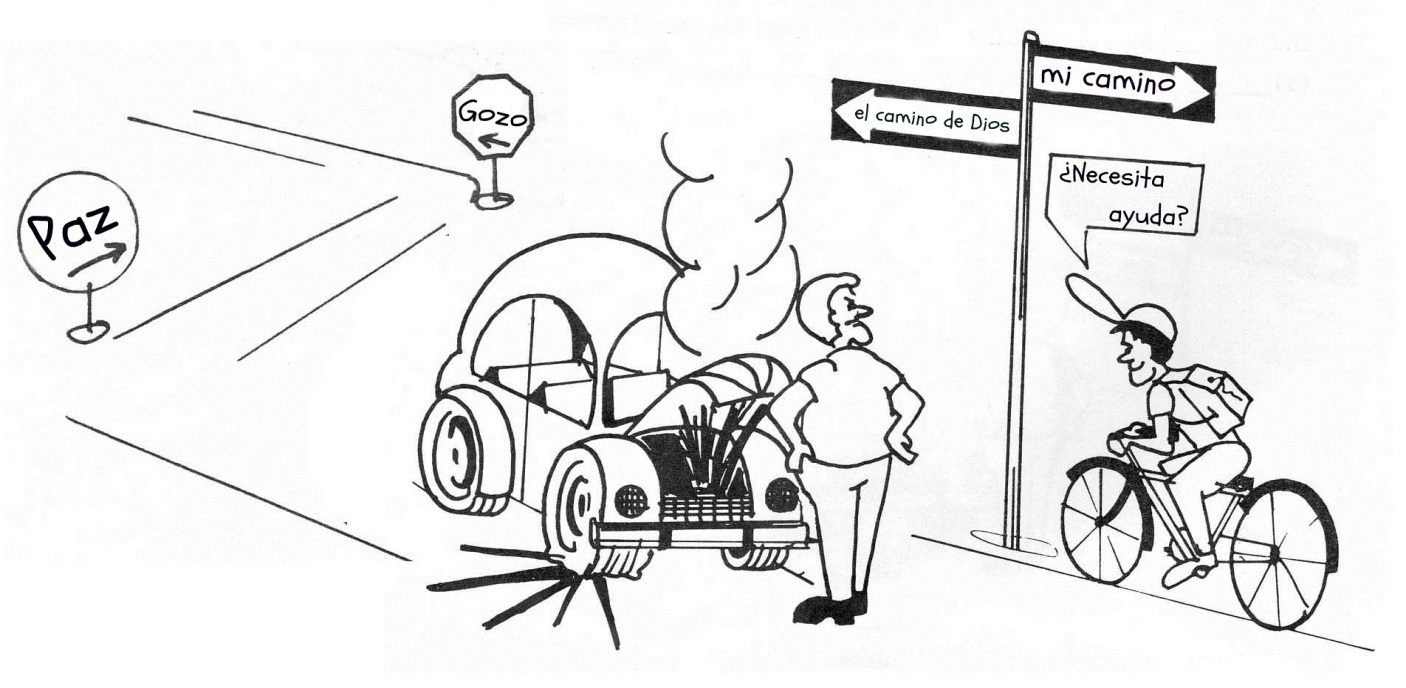 Paz
Gozo
el camino de Dios
mi camino
¿Necesita
ayuda?